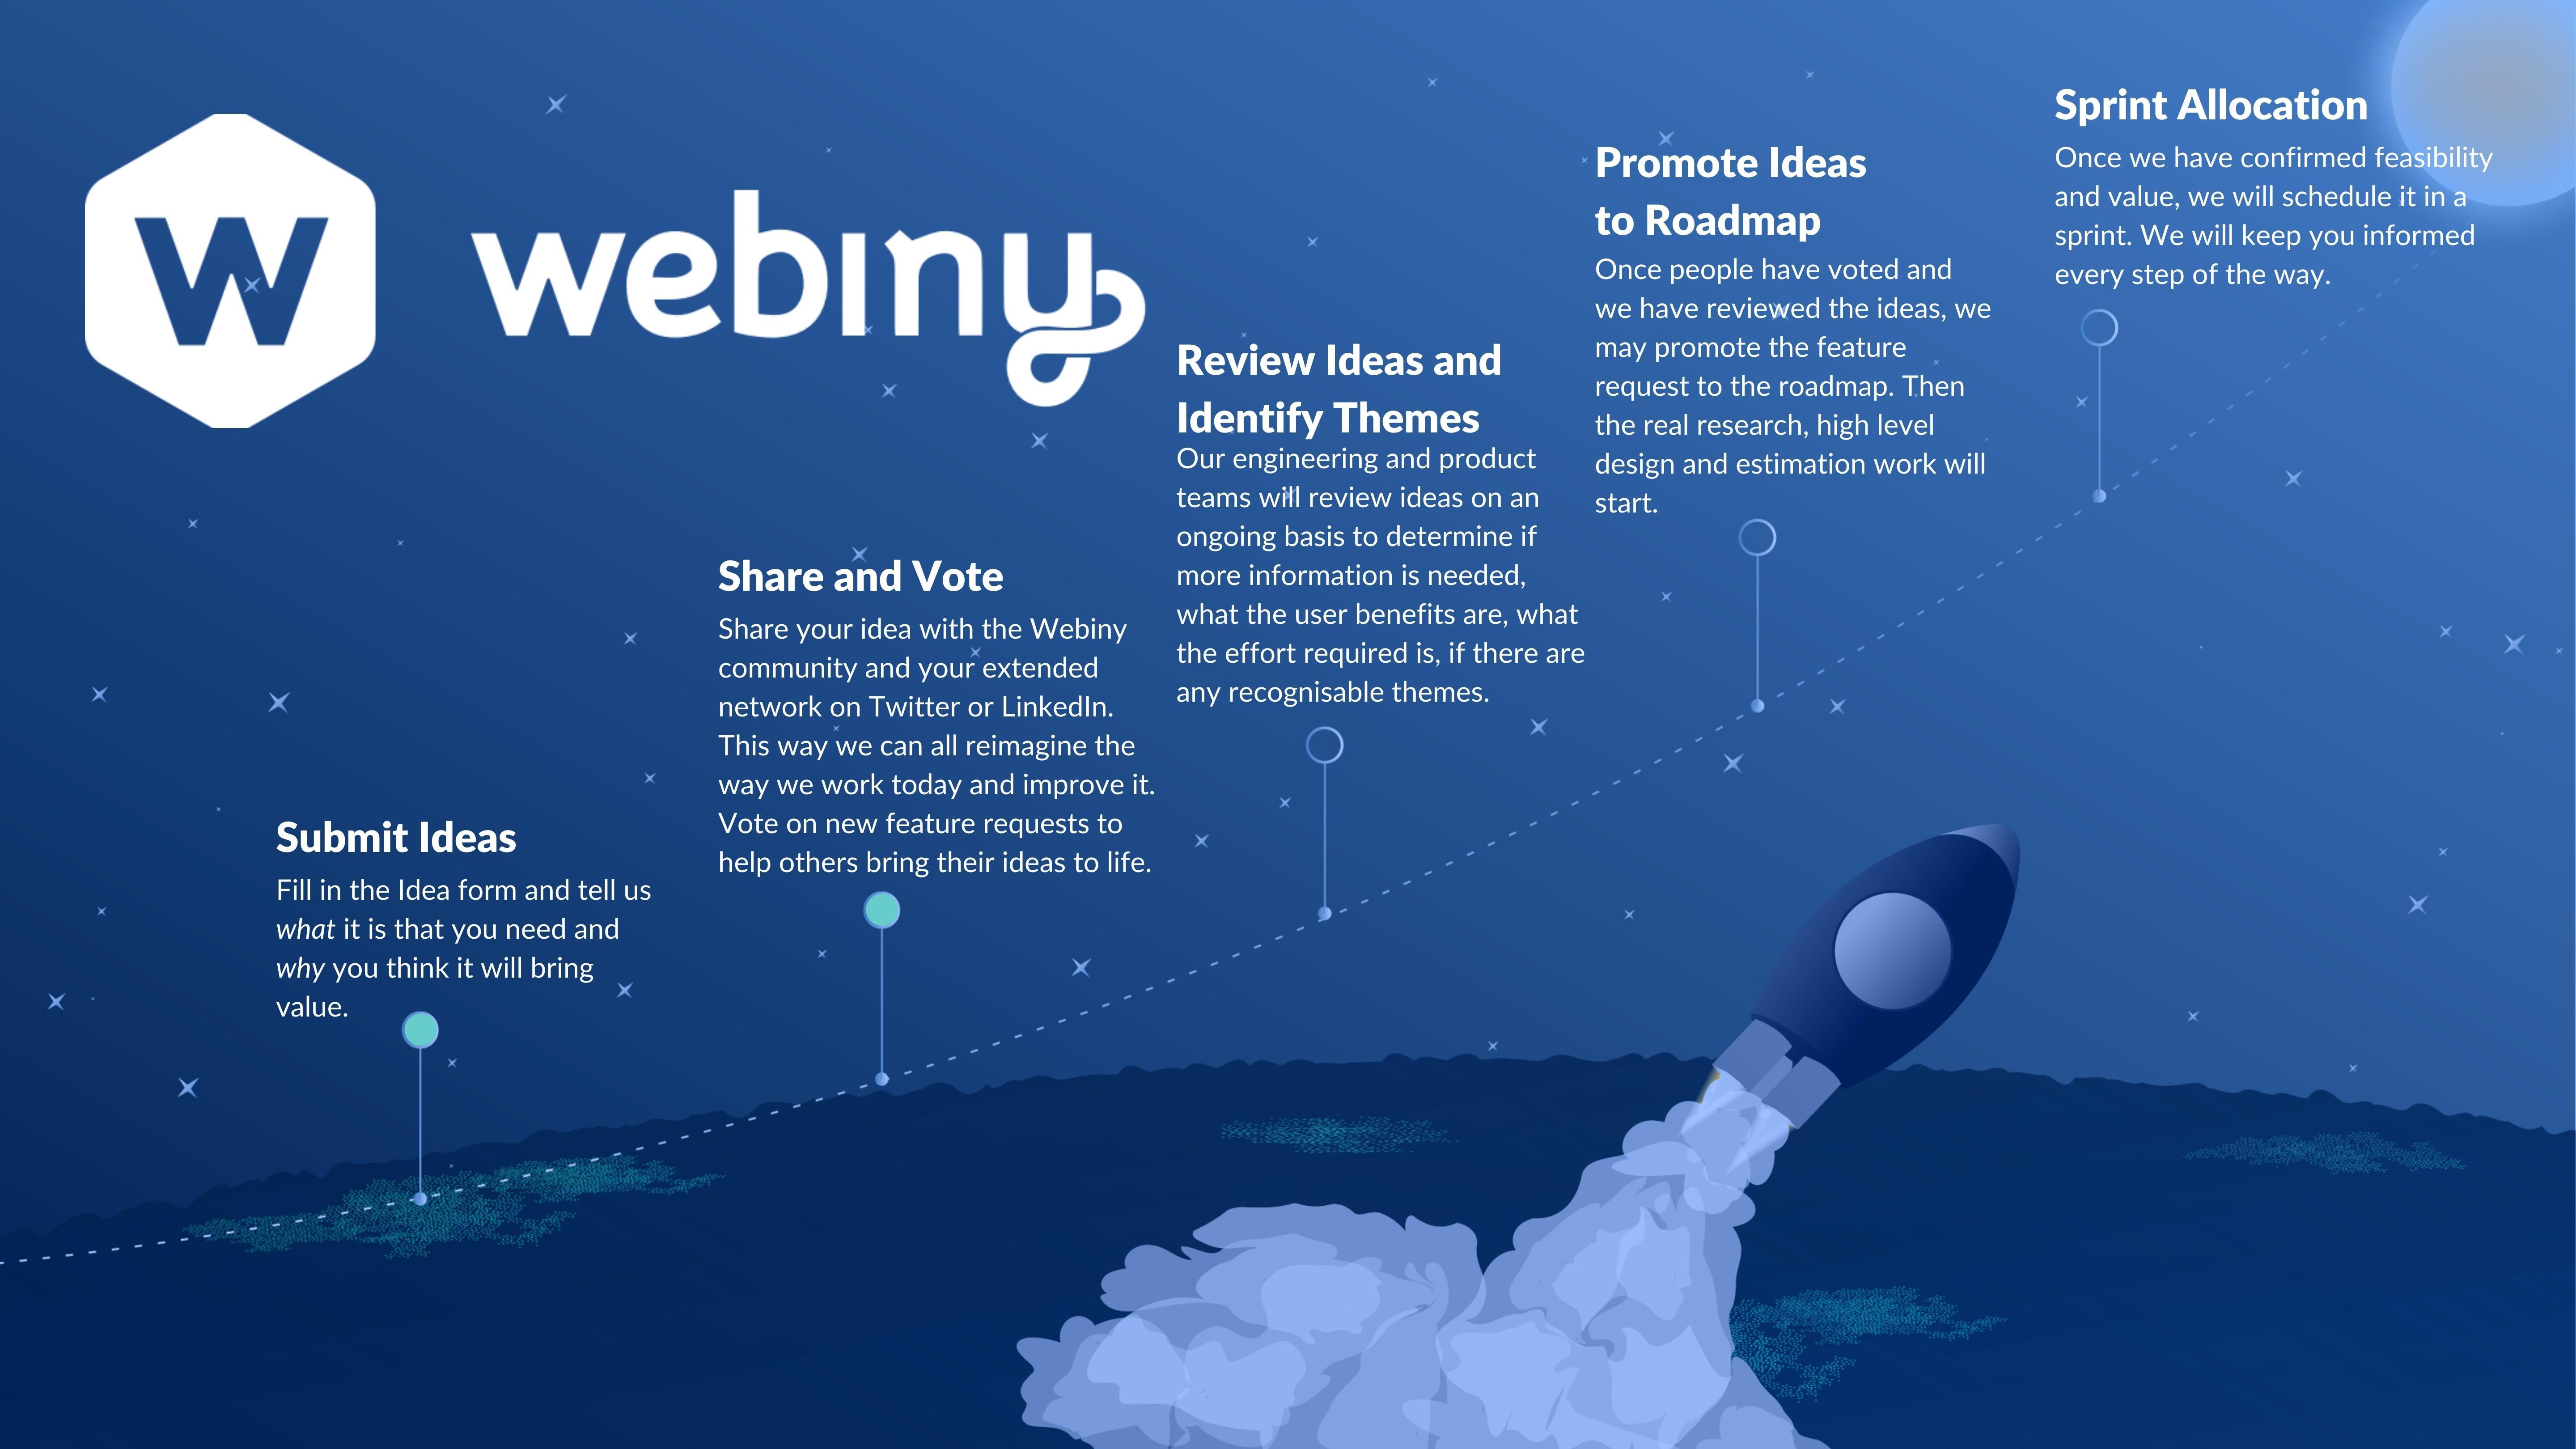 W
webiny
Submit Ideas
Fill in the Idea form and tell us
what it is that you need and
why you think it will bring
value.
Share and Vote
Share your idea with the Webiny
community and your extended
network on Twitter or LinkedIn.
This way we can all reimagine the
way we work today and improve it.
Vote on new feature requests to
help others bring their ideas to life.
Review Ideas and
Identify Themes
Our engineering and product
teams will review ideas on an
ongoing basis to determine if
more information is needed,
what the user benefits are, what
the effort required is, if there are
any recognisable themes.
Promote Ideas
to Roadmap
Once people have voted and
we have reviewed the ideas, we
may promote the feature
request to the roadmap. Then
the real research, high level
design and estimation work will
start.
Sprint Allocation
Once we have confirmed feasibility
and value, we will schedule it in a
sprint. We will keep you informed
every step of the way.